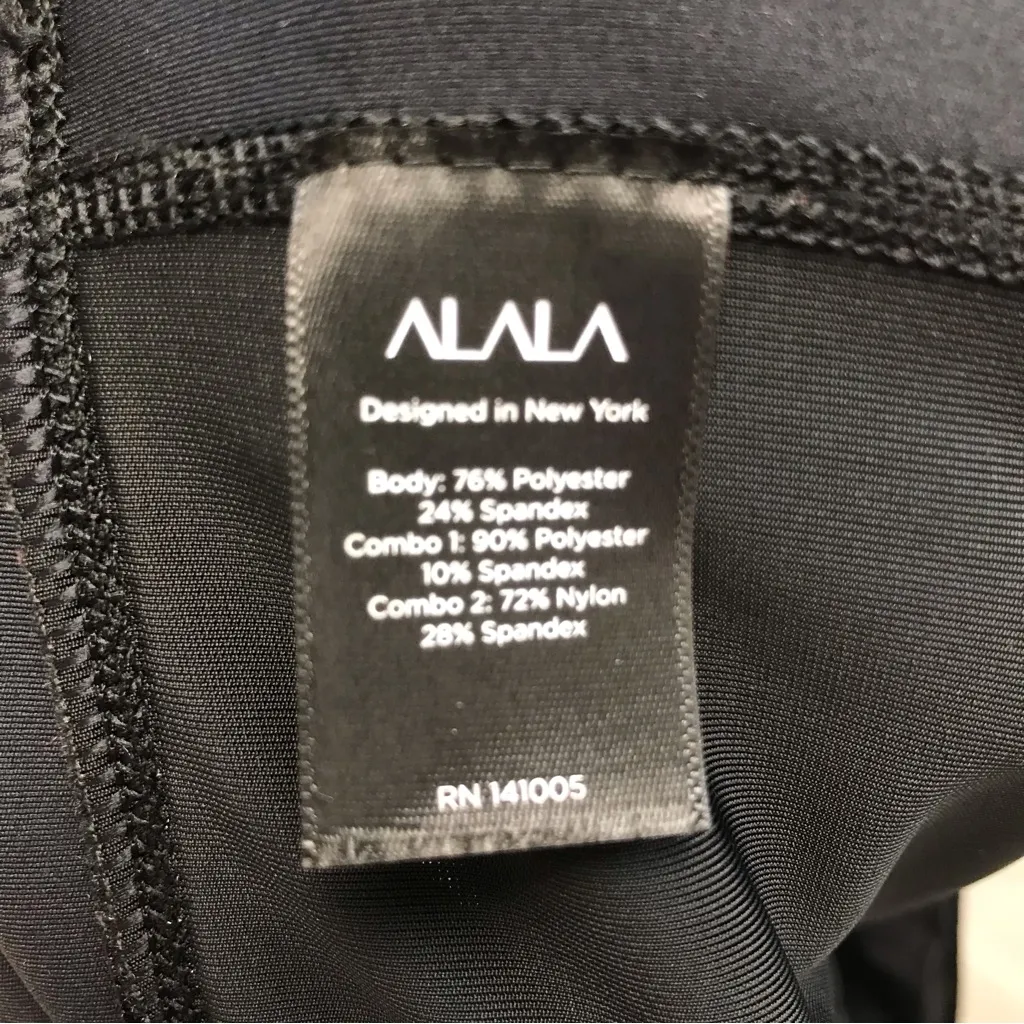 ALALA
Designed in New York
Body: 76% Polyester
24% Spandex
Combo 1: 90% Polyester
10% Spandex
Combo 2: 72% Nylon
28% Spandex
RN 141005